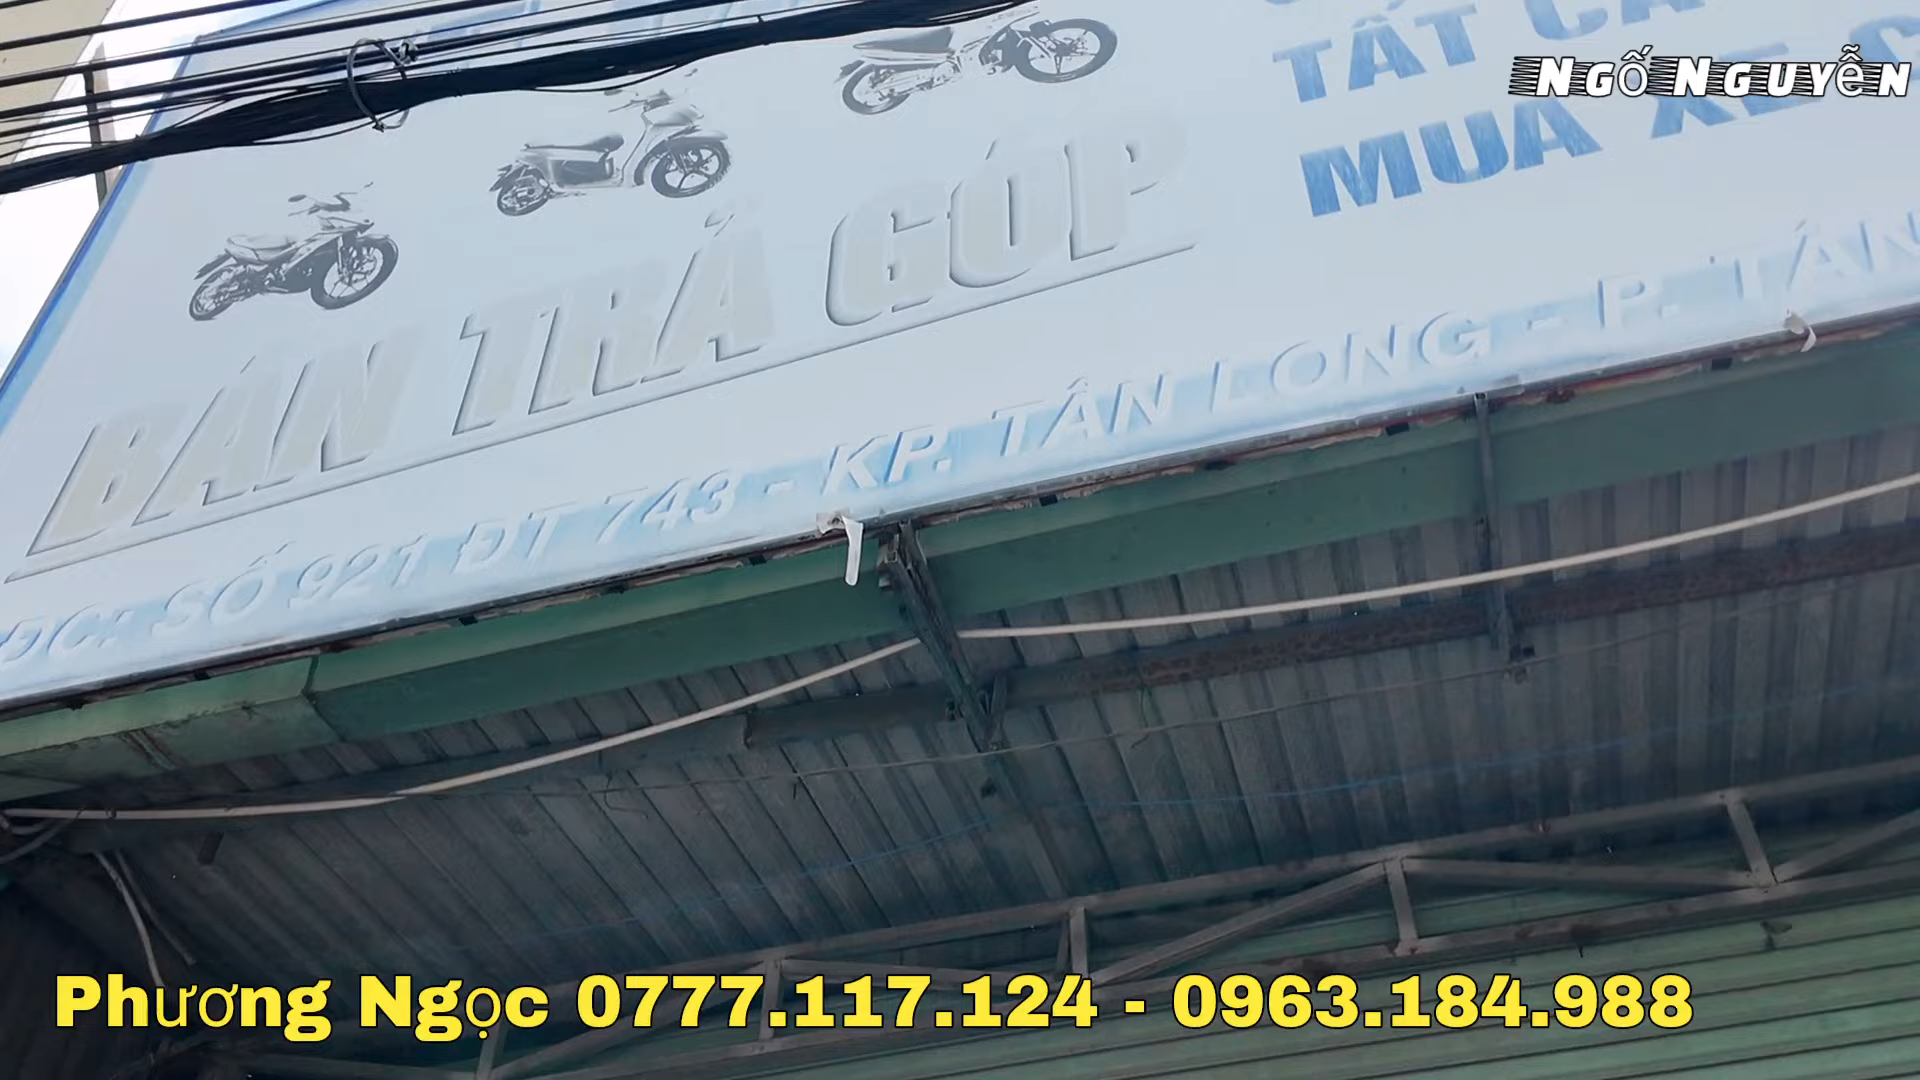 TẤT CẢ
NGỐ NGUYỄN
MUA XE
BÁN TRẢ GÓP
ĐC: SỐ 921 ĐT 743 - KP. TÂN LONG - P. TÂN
Phương Ngọc 0777.117.124 - 0963.184.988